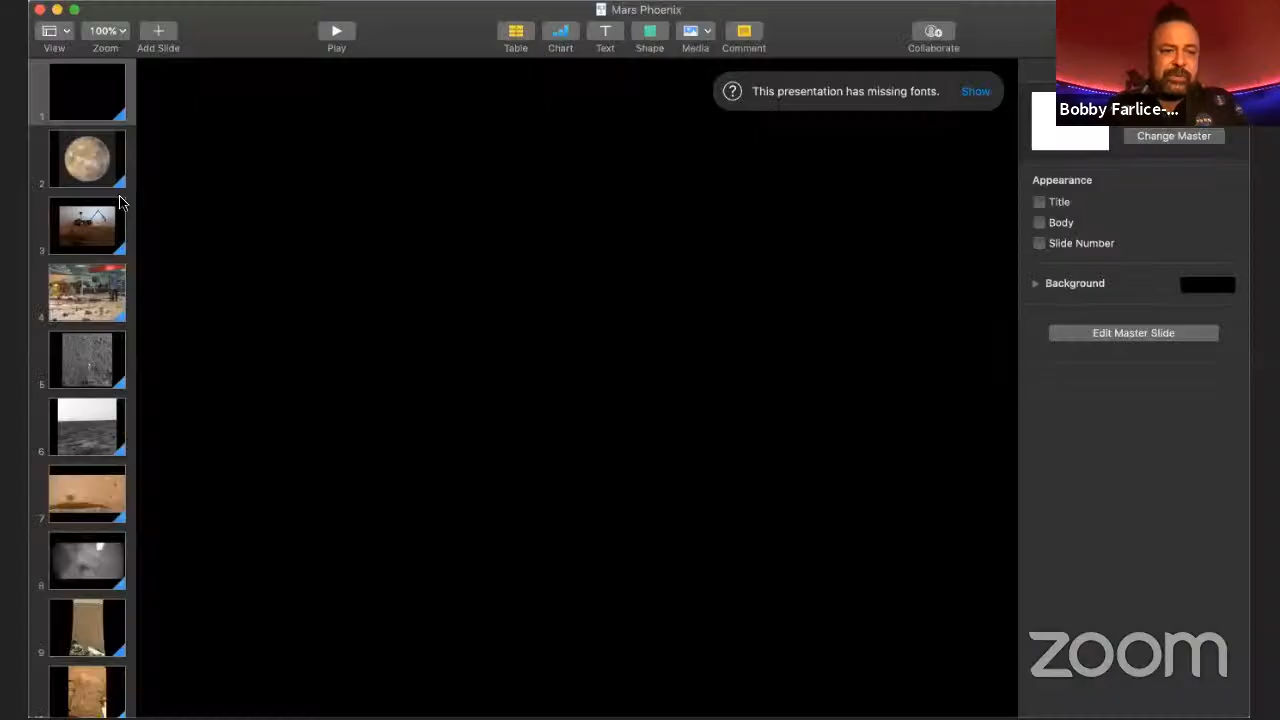 Mars Phoenix
100%
View
Zoom
Add Slide
Play
Table
Chart
Text
Shape
Media
Comment
Collaborate
This presentation has missing fonts. Show
Bobby Farlice-...
Change Master
Appearance
Title
Body
Slide Number
Background
Edit Master Slide
1
2
3
4
5
6
7
8
9
zoom